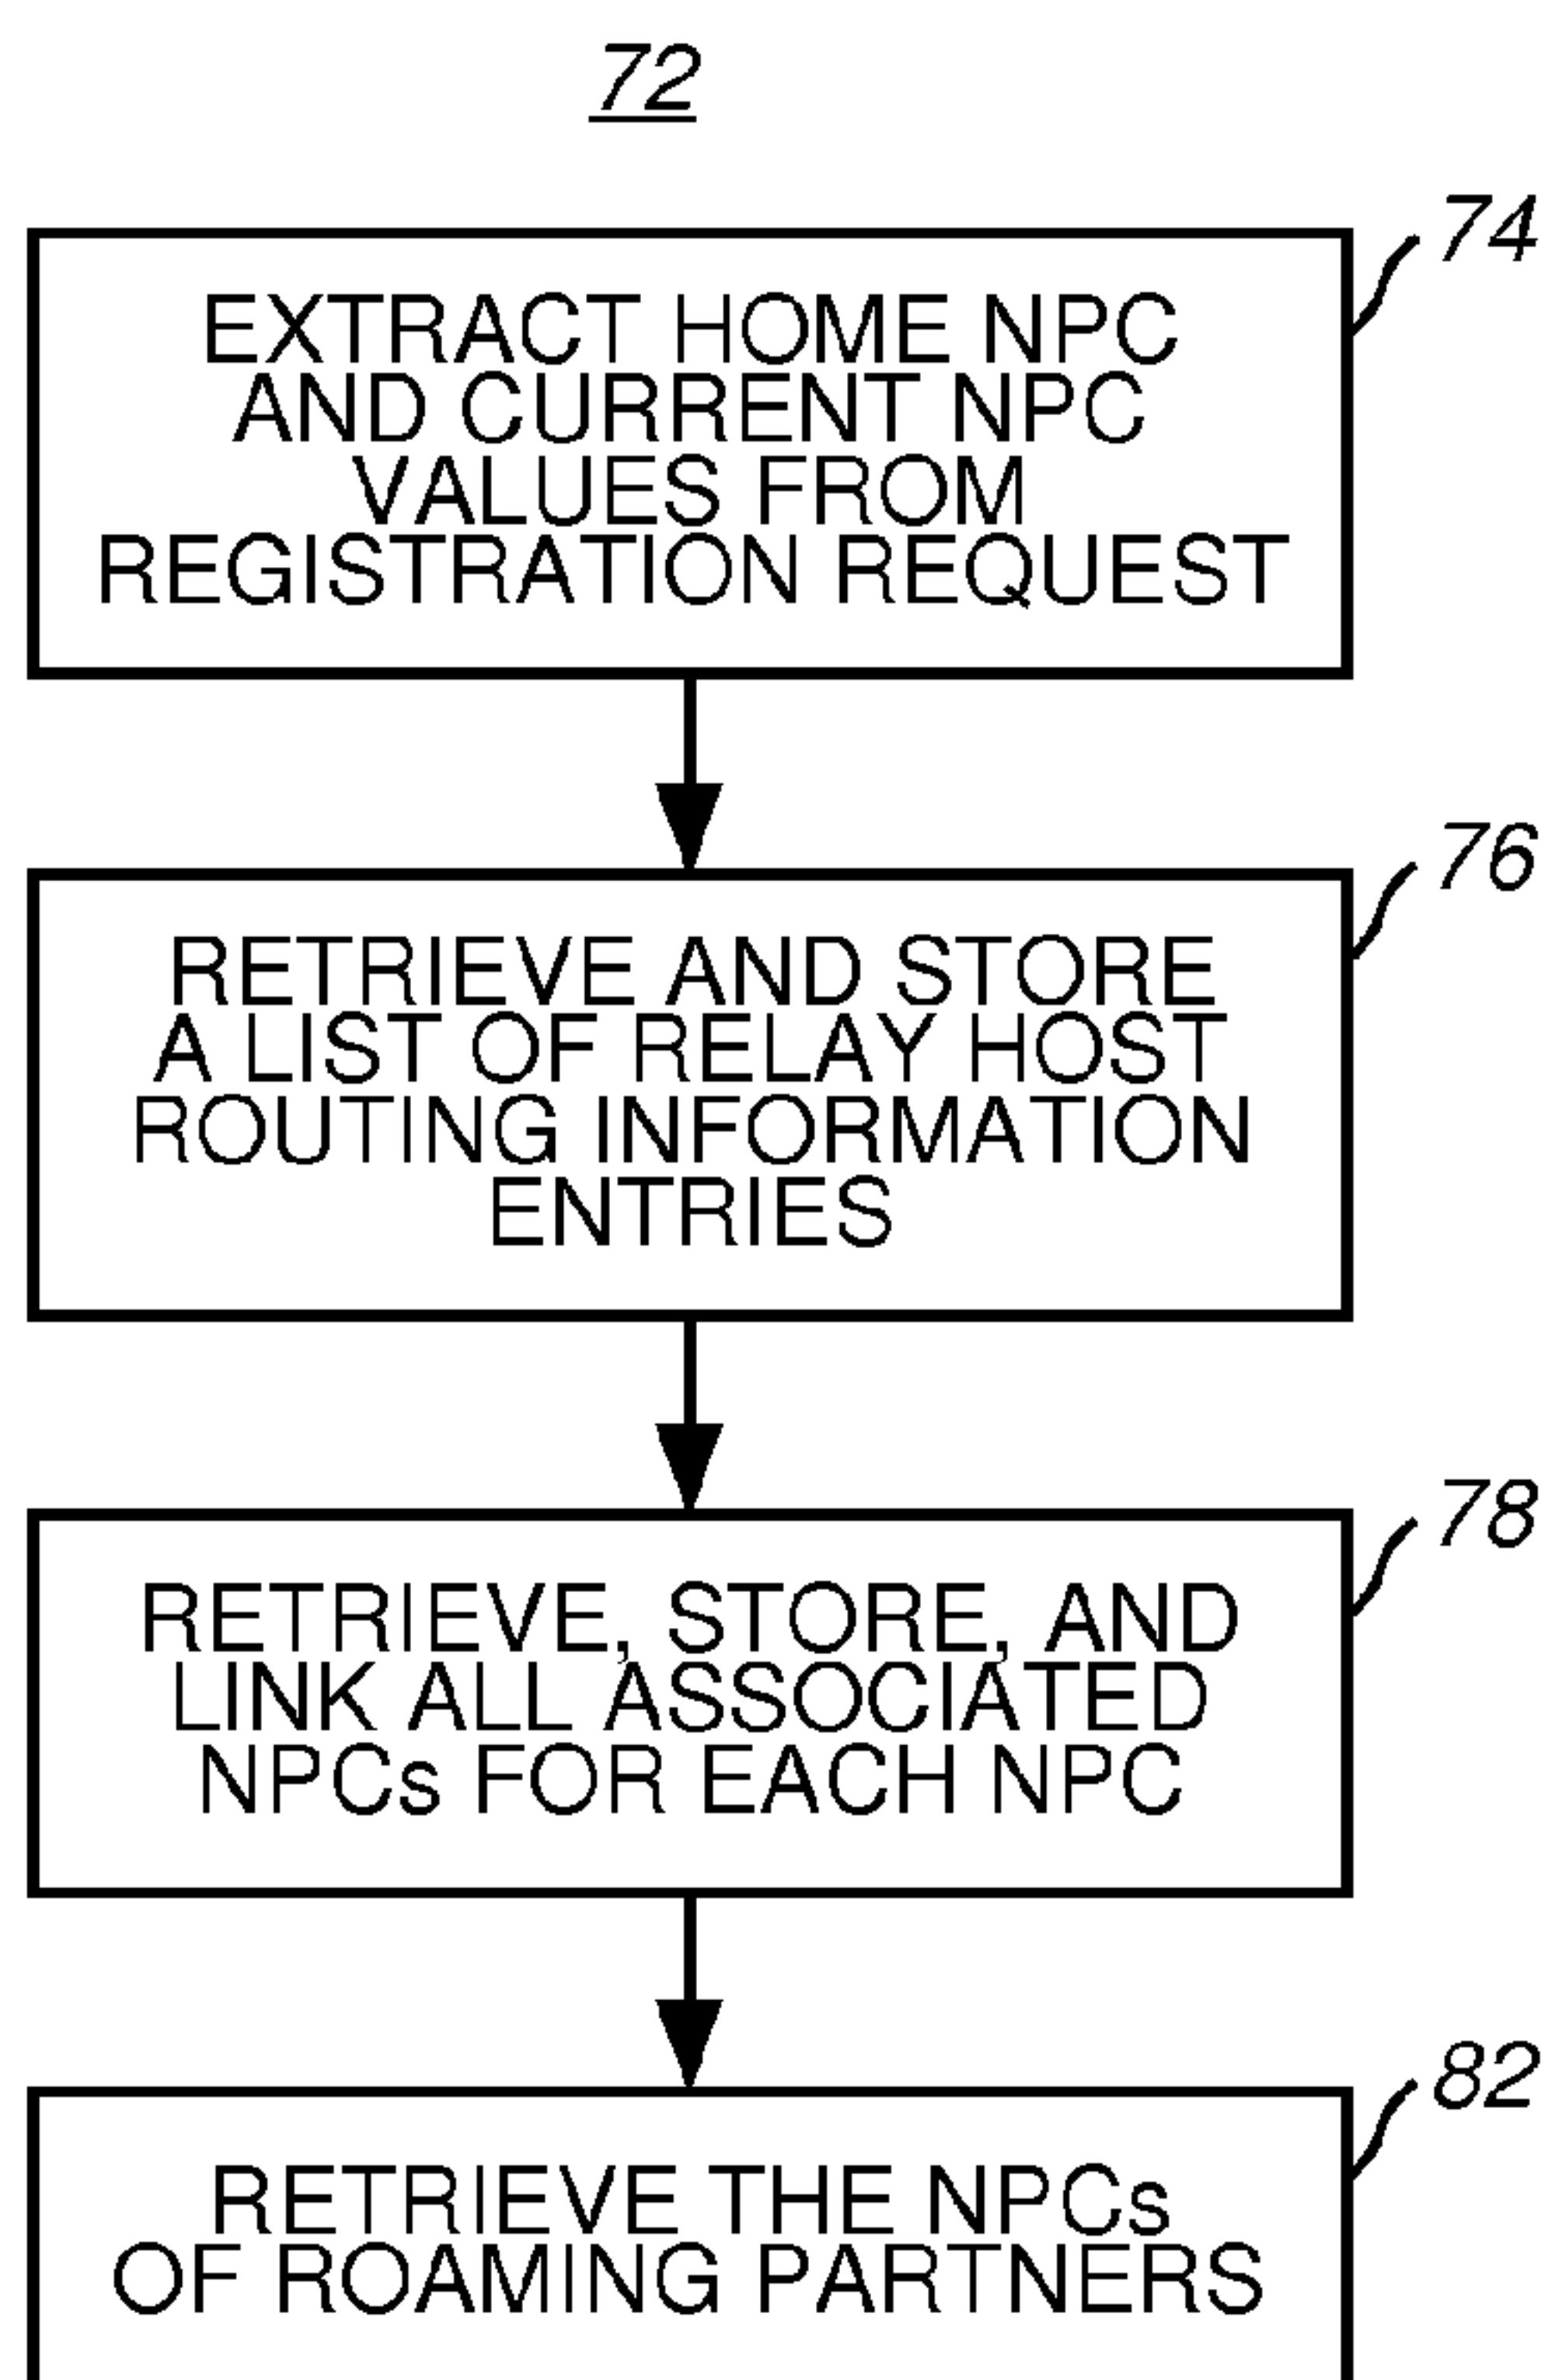 72
74
EXTRACT HOME NPC
AND CURRENT NPC
VALUES FROM
REGISTRATION REQUEST
76
RETRIEVE AND STORE
A LIST OF RELAY HOST
ROUTING INFORMATION
ENTRIES
78
RETRIEVE, STORE, AND
LINK ALL ASSOCIATED
NPCs FOR EACH NPC
82
RETRIEVE THE NPCs
OF ROAMING PARTNERS